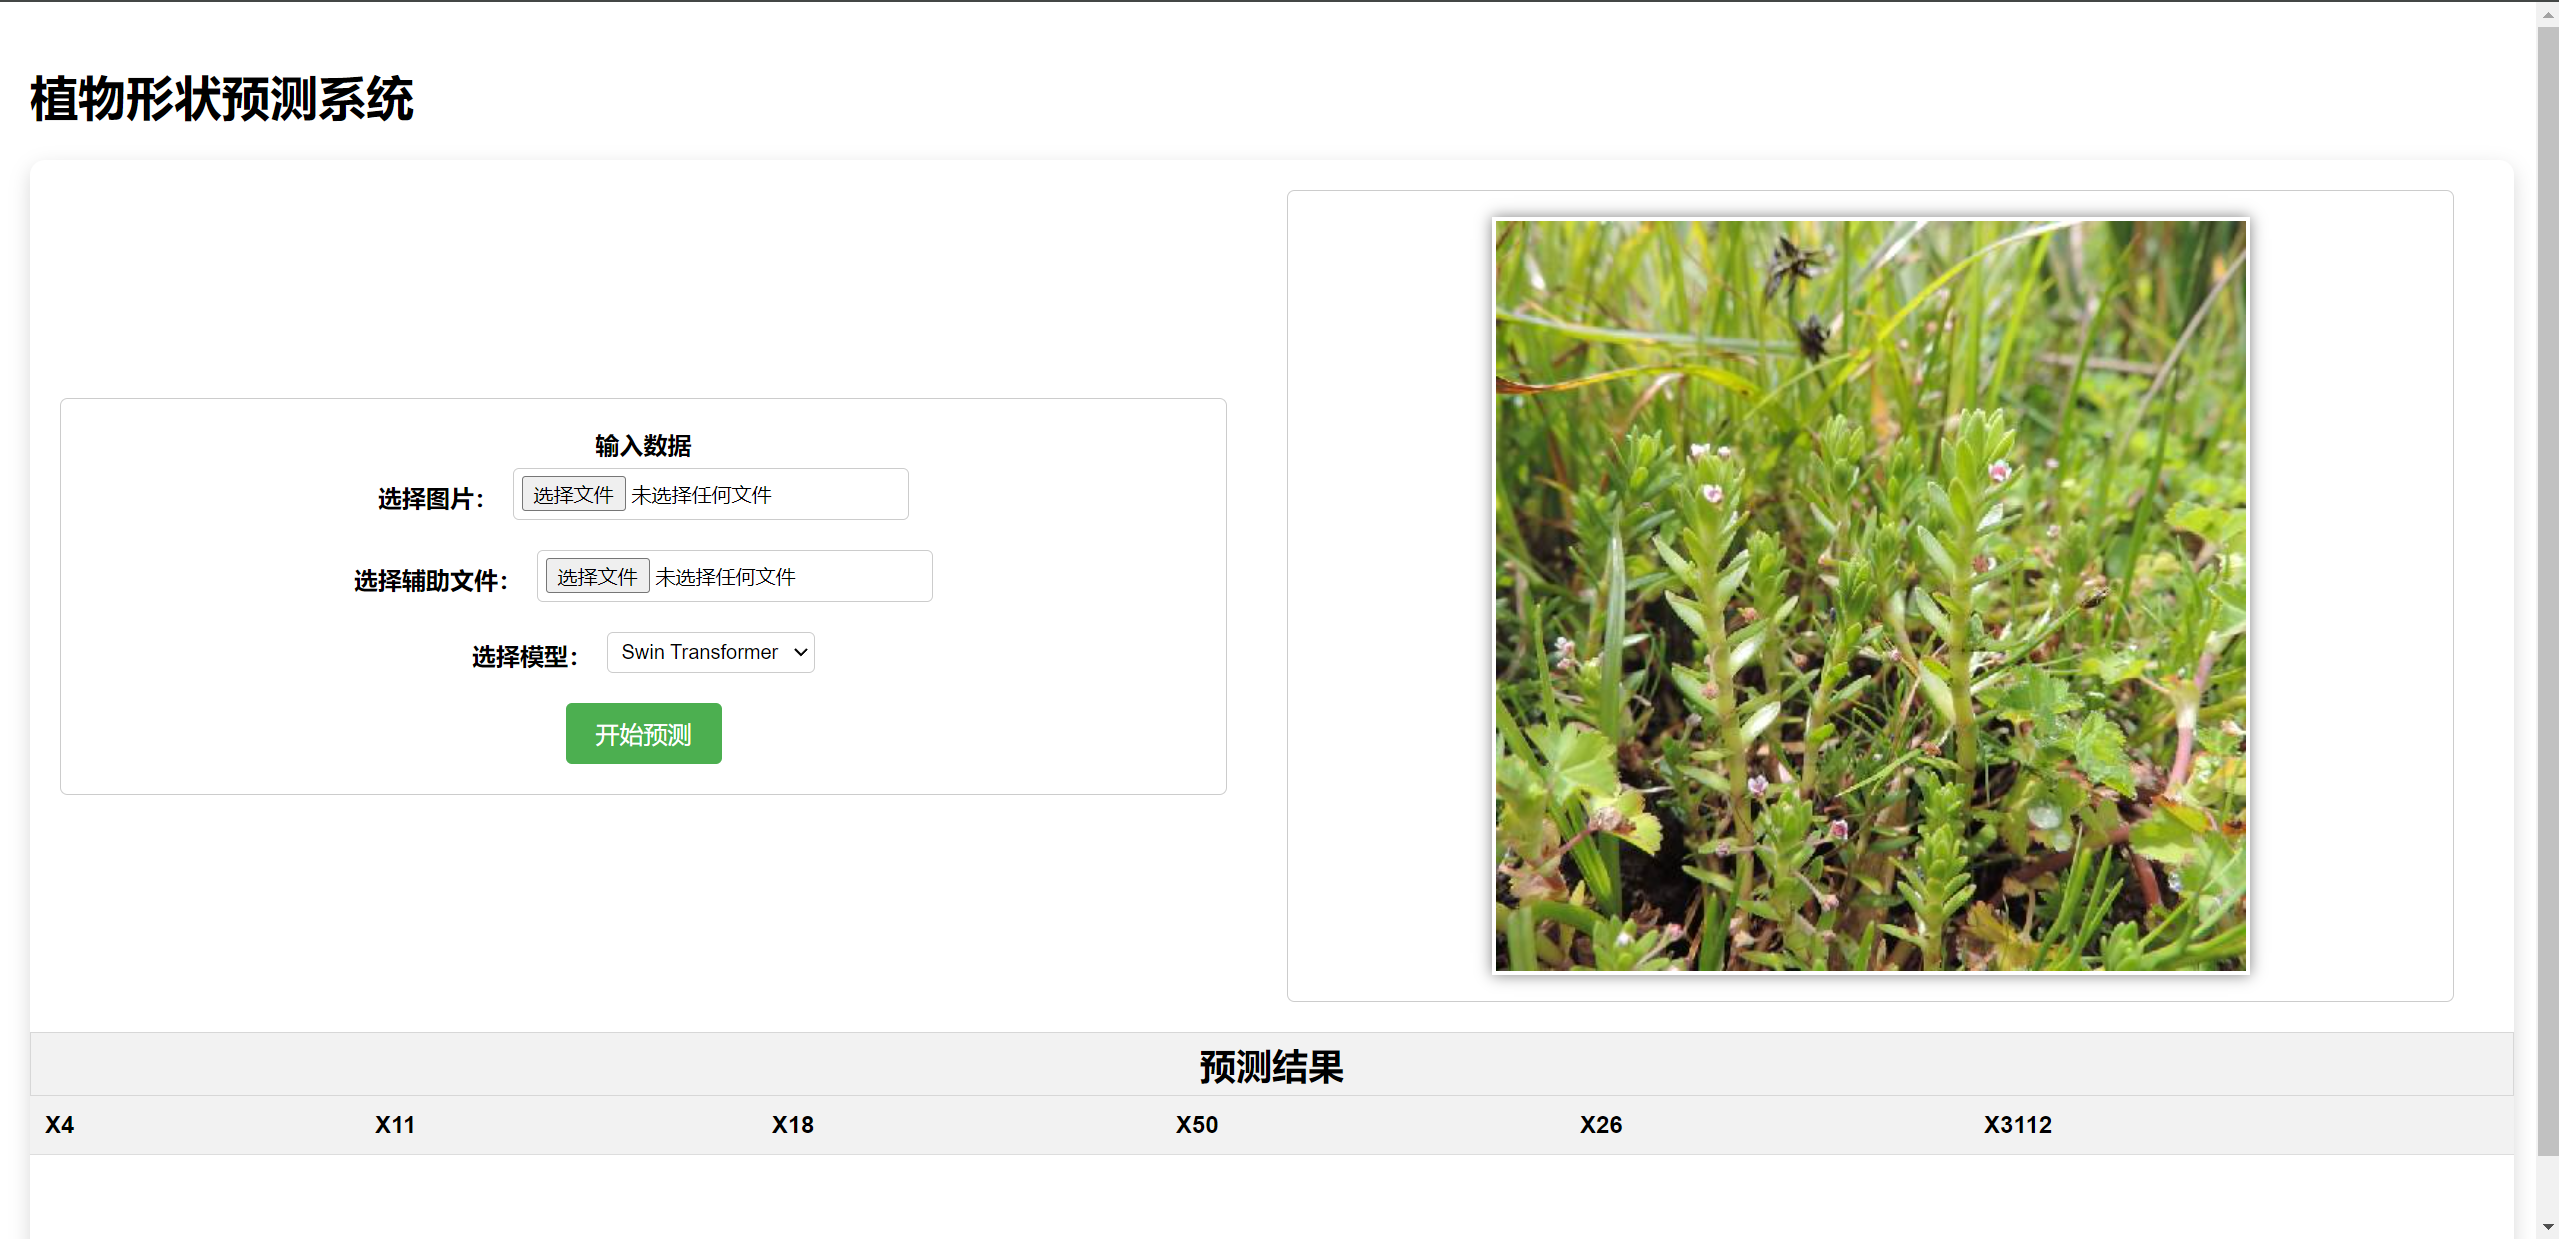 植物形状预测系统
输入数据
选择图片： 选择文件 未选择任何文件
选择辅助文件： 选择文件 未选择任何文件
选择模型： Swin Transformer
开始预测
预测结果
X4 X11 X18 X50 X26 X3112